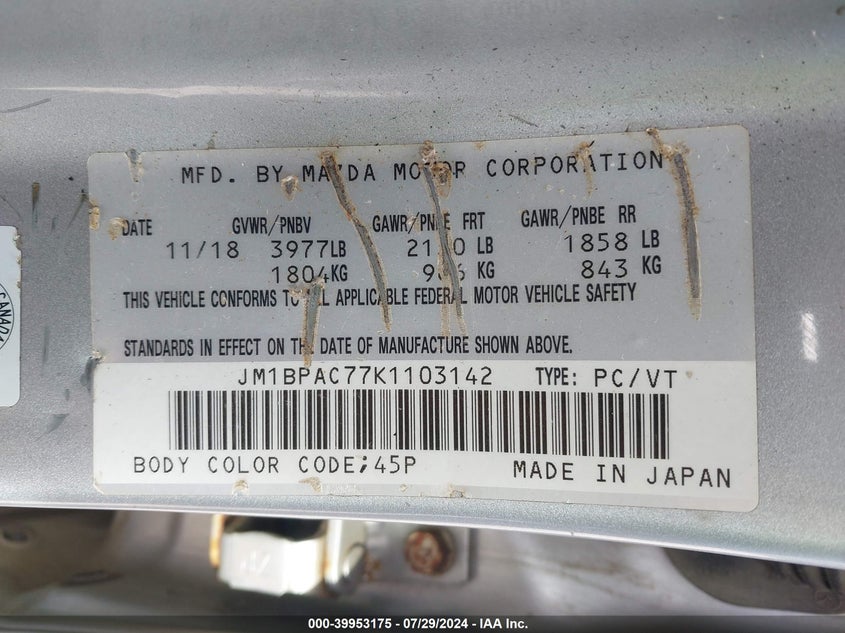 MFD. BY MAZDA MOTOR CORPORATION
DATE GVWR/PNBV GAWR/PNBE FRT GAWR/PNBE RR
11/18 3977LB LB 1858 LB
1804KG KG 843 KG
THIS VEHICLE CONFORMS TO ALL APPLICABLE FEDERAL MOTOR VEHICLE SAFETY
STANDARDS IN EFFECT ON THE DATE OF MANUFACTURE SHOWN ABOVE.
JM1BPAC77K1103142 TYPE: PC/VT
BODY COLOR CODE;45P MADE IN JAPAN
CANADA
000-39953175 - 07/29/2024 - IAA Inc.